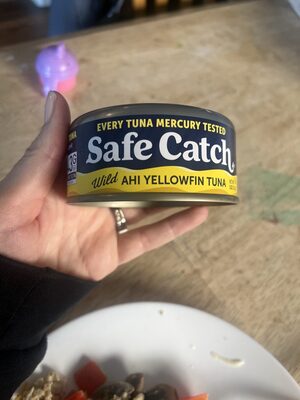 EVERY TUNA MERCURY TESTED
Safe Catch
Wild AHI YELLOWFIN TUNA